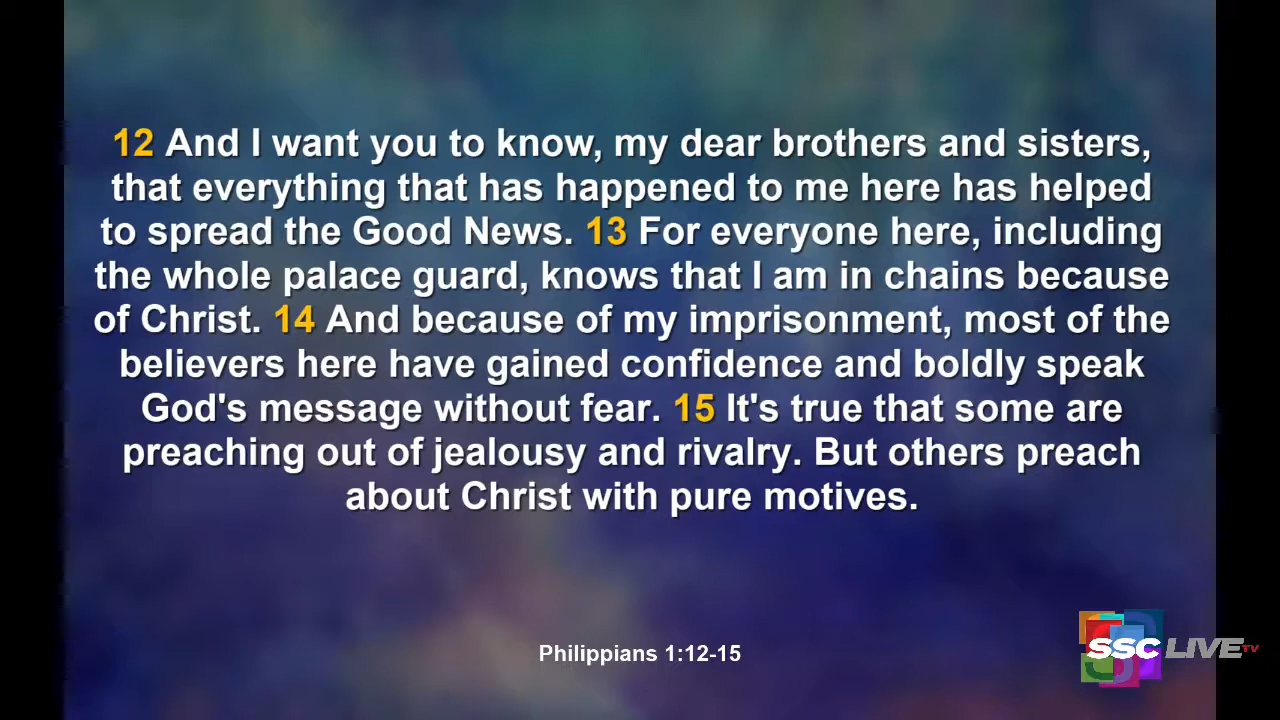 12 And I want you to know, my dear brothers and sisters,
that everything that has happened to me here has helped
to spread the Good News. 13 For everyone here, including
the whole palace guard, knows that I am in chains because
of Christ. 14 And because of my imprisonment, most of the
believers here have gained confidence and boldly speak
God's message without fear. 15 It's true that some are
preaching out of jealousy and rivalry. But others preach
about Christ with pure motives.
Philippians 1:12-15
SSC LIVE TV